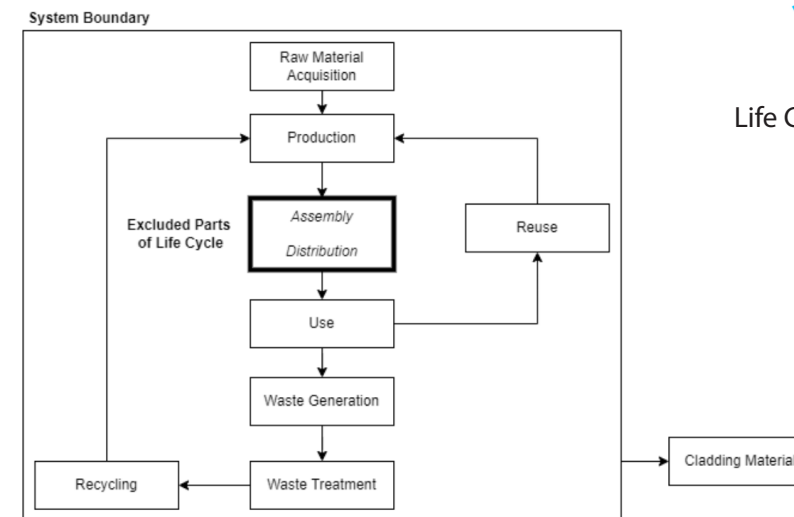 System Boundary
Raw Material
Acquisition
Life C
Production
Excluded Parts
of Life Cycle
Assembly
Distribution
Reuse
Use
Waste Generation
Cladding Material
Recycling
Waste Treatment